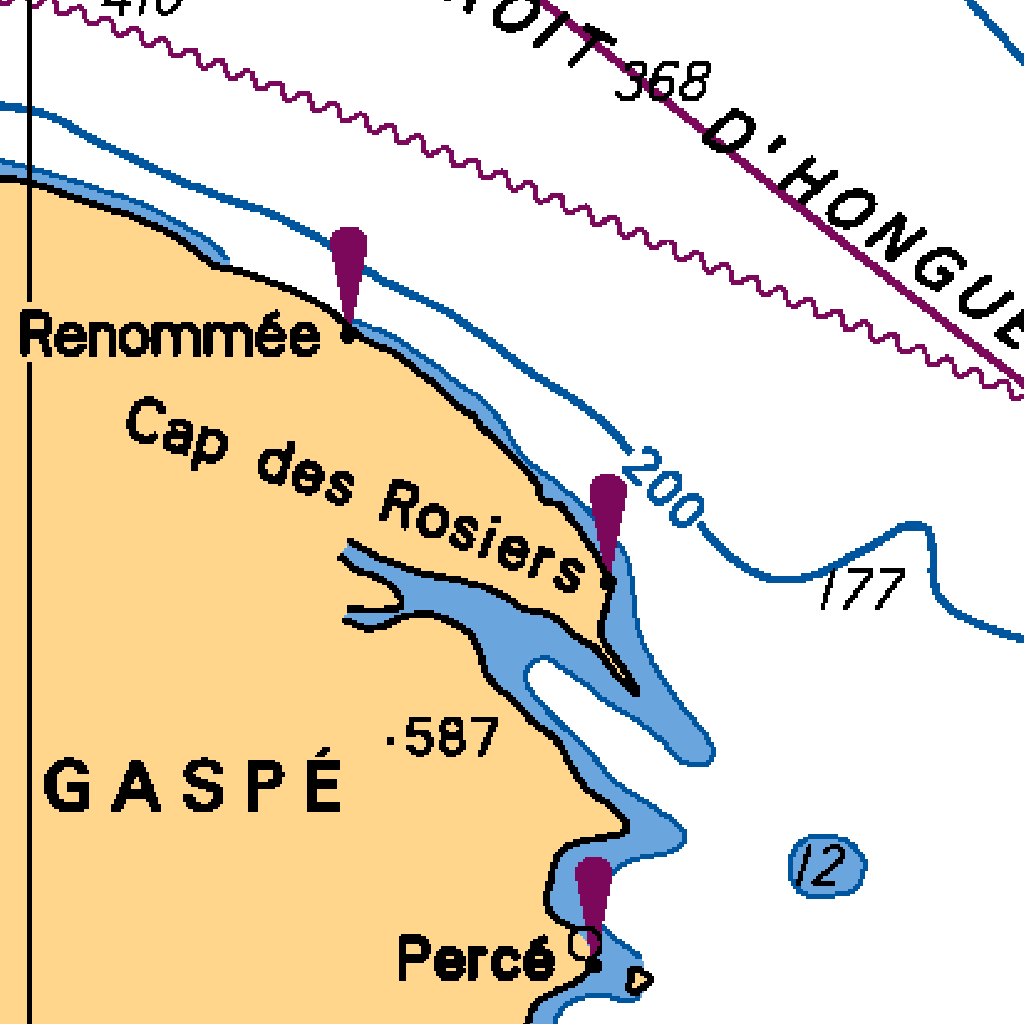 368
D'HONGUE
Renommée
Cap des Rosiers
200
177
.587
GASPÉ
12
Percé